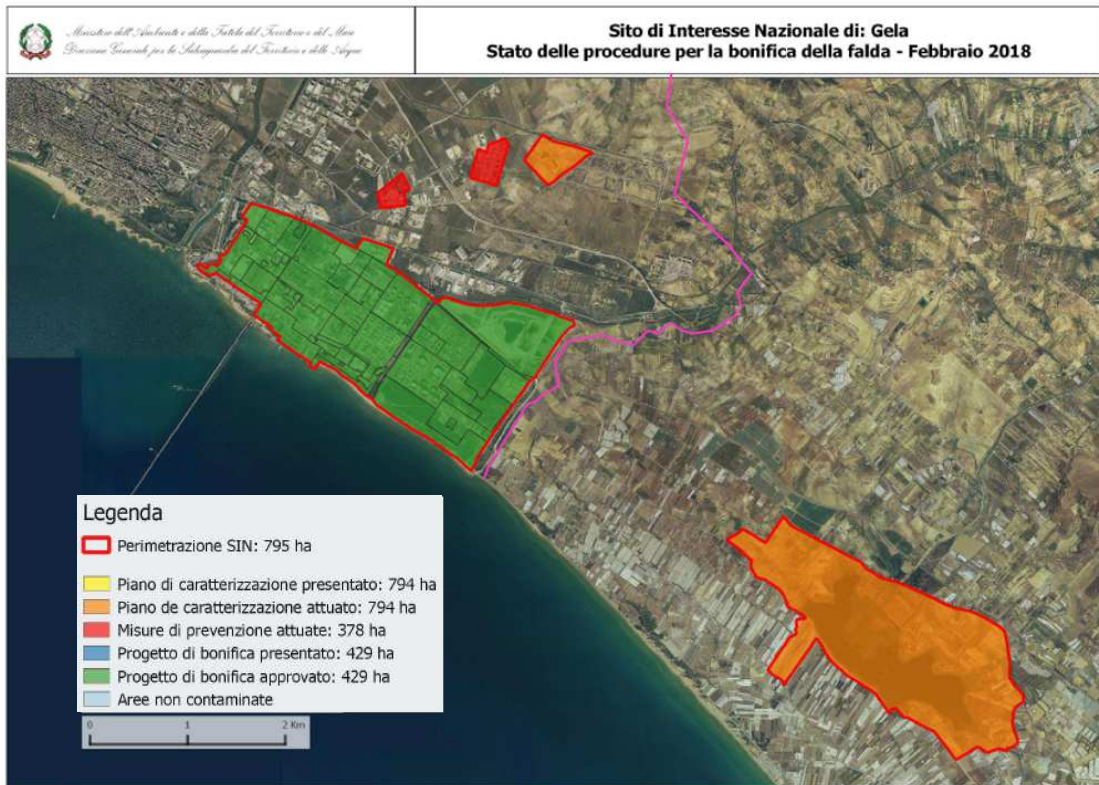 Ministero dell'Ambiente e della Tutela del Territorio e del Mare
Direzione Generale per la Salvaguardia del Territorio e delle Acque
Sito di Interesse Nazionale di: Gela
Stato delle procedure per la bonifica della falda - Febbraio 2018
Legenda
Perimetrazione SIN: 795 ha
Piano di caratterizzazione presentato: 794 ha
Piano de caratterizzazione attuato: 794 ha
Misure di prevenzione attuate: 378 ha
Progetto di bonifica presentato: 429 ha
Progetto di bonifica approvato: 429 ha
Aree non contaminate
0 1 2 Km